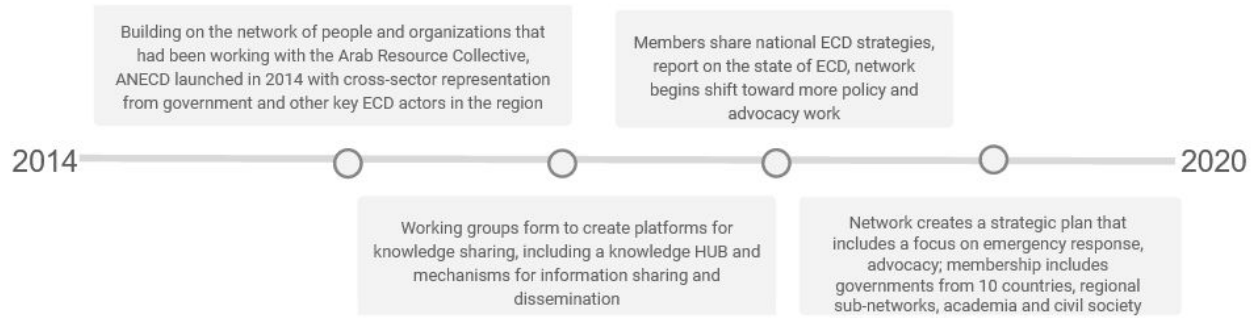 Building on the network of people and organizations that
had been working with the Arab Resource Collective,
ANECD launched in 2014 with cross-sector representation
from government and other key ECD actors in the region
Members share national ECD strategies,
report on the state of ECD, network
begins shift toward more policy and
advocacy work
2014
2020
Working groups form to create platforms for
knowledge sharing, including a knowledge HUB and
mechanisms for information sharing and
dissemination
Network creates a strategic plan that
includes a focus on emergency response,
advocacy; membership includes
governments from 10 countries, regional
sub-networks, academia and civil society